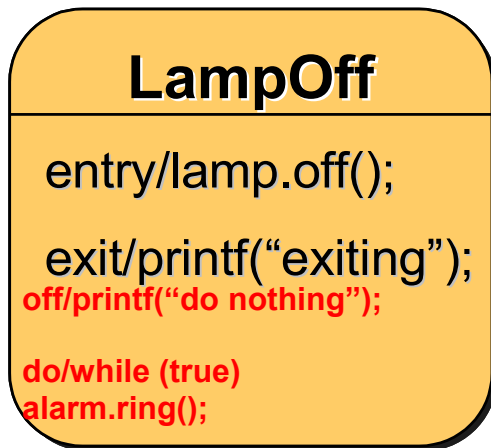 LampOff
entry/lamp.off();
exit/printf(“exiting”);
off/printf(“do nothing”);
do/while (true)
alarm.ring();